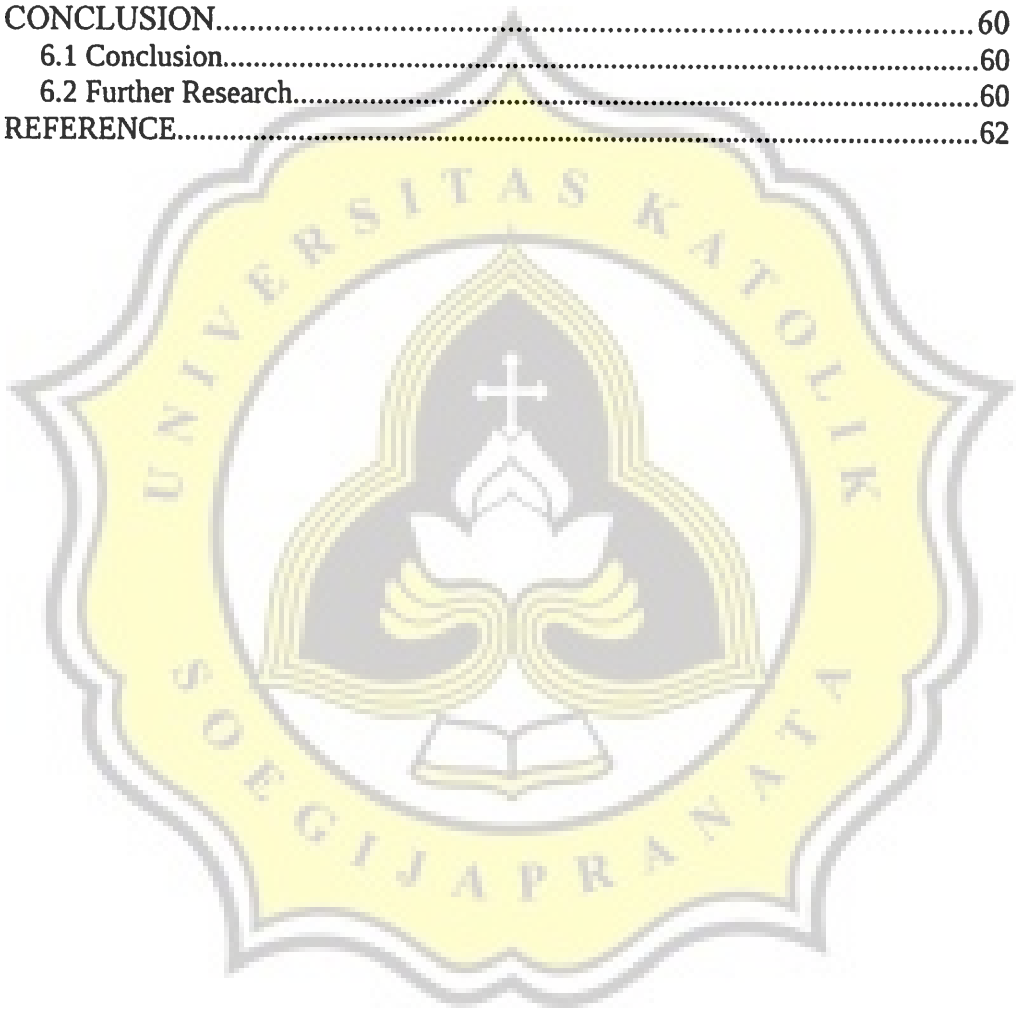 CONCLUSION....................................................................................................60
6.1 Conclusion....................................................................................................60
6.2 Further Research....................................................................................................60
REFERENCE....................................................................................................62
UNIVERSITAS KATOLIK
SOEGIJAPRANATA